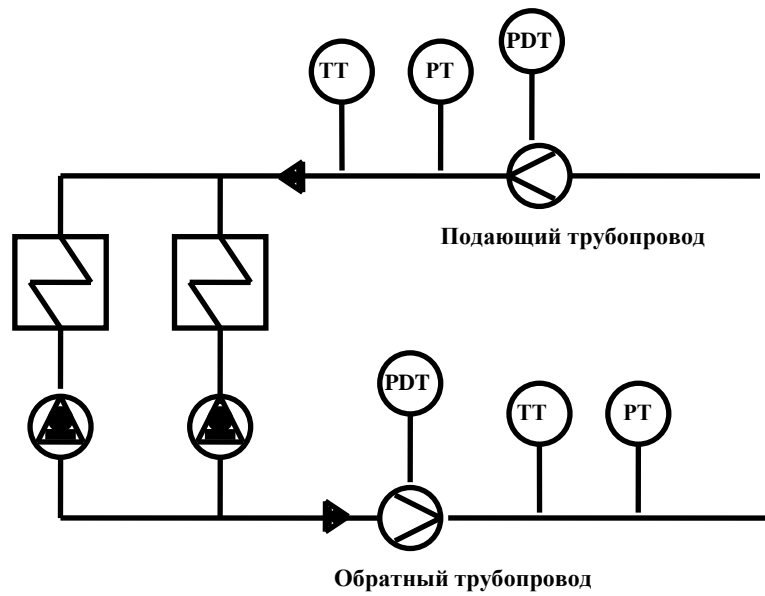 PDT
TT
PT
Подающий трубопровод
PDT
TT
PT
Обратный трубопровод